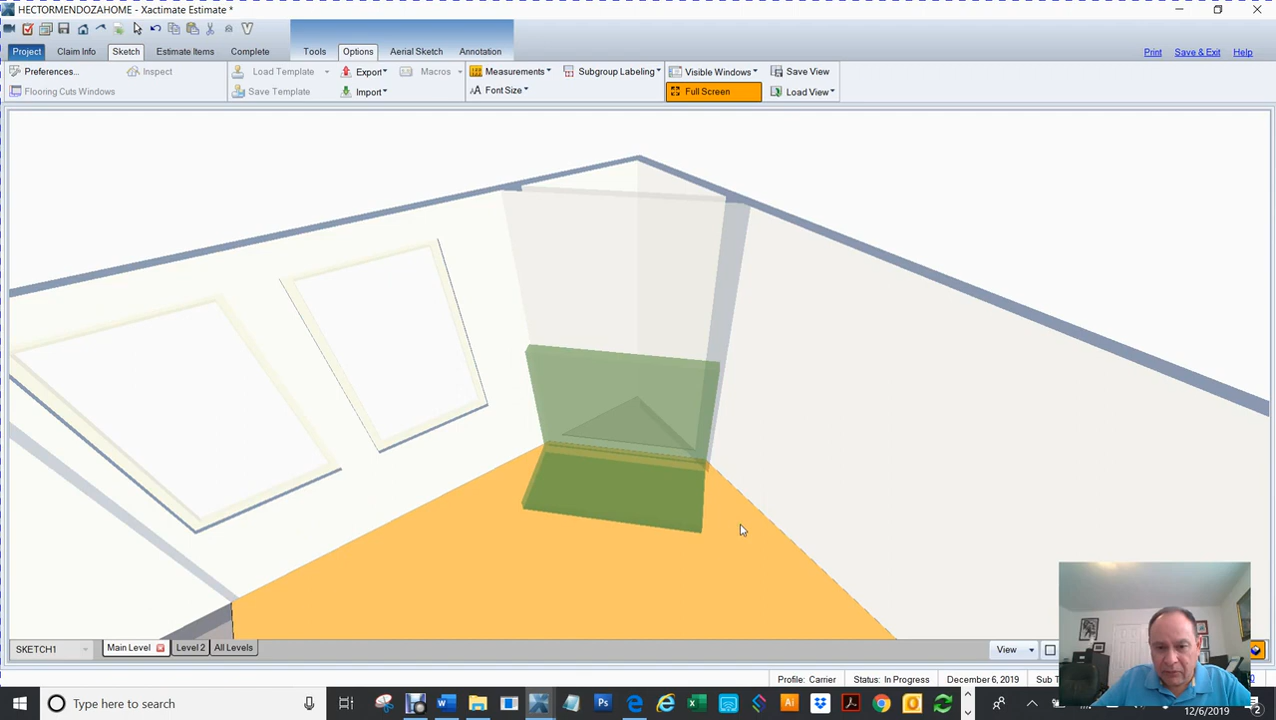 HECTORMENDOZAHOME - Xactimate Estimate *
Project Claim Info Sketch Estimate Items Complete Tools Options Aerial Sketch Annotation Print Save & Exit Help
Preferences... Inspect Load Template Export Macros Measurements Subgroup Labeling Visible Windows Save View
Flooring Cuts Windows Save Template Import Font Size Full Screen Load View
SKETCH1 Main Level Level 2 All Levels View
Profile: Carrier Status: In Progress December 6, 2019 Sub T
Type here to search
12/6/2019